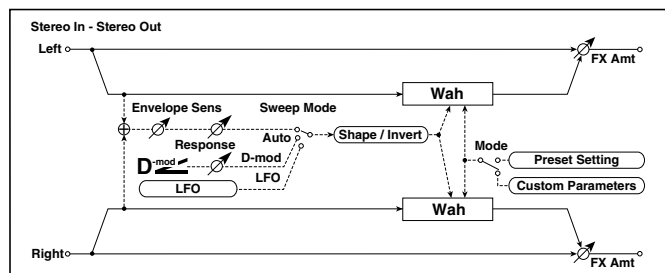 Stereo In - Stereo Out
Left
FX Amt
Wah
Envelope Sens
Sweep Mode
Auto
Shape / Invert
Response
D-mod
D-mod
LFO
LFO
Mode
Preset Setting
Custom Parameters
Wah
Right
FX Amt